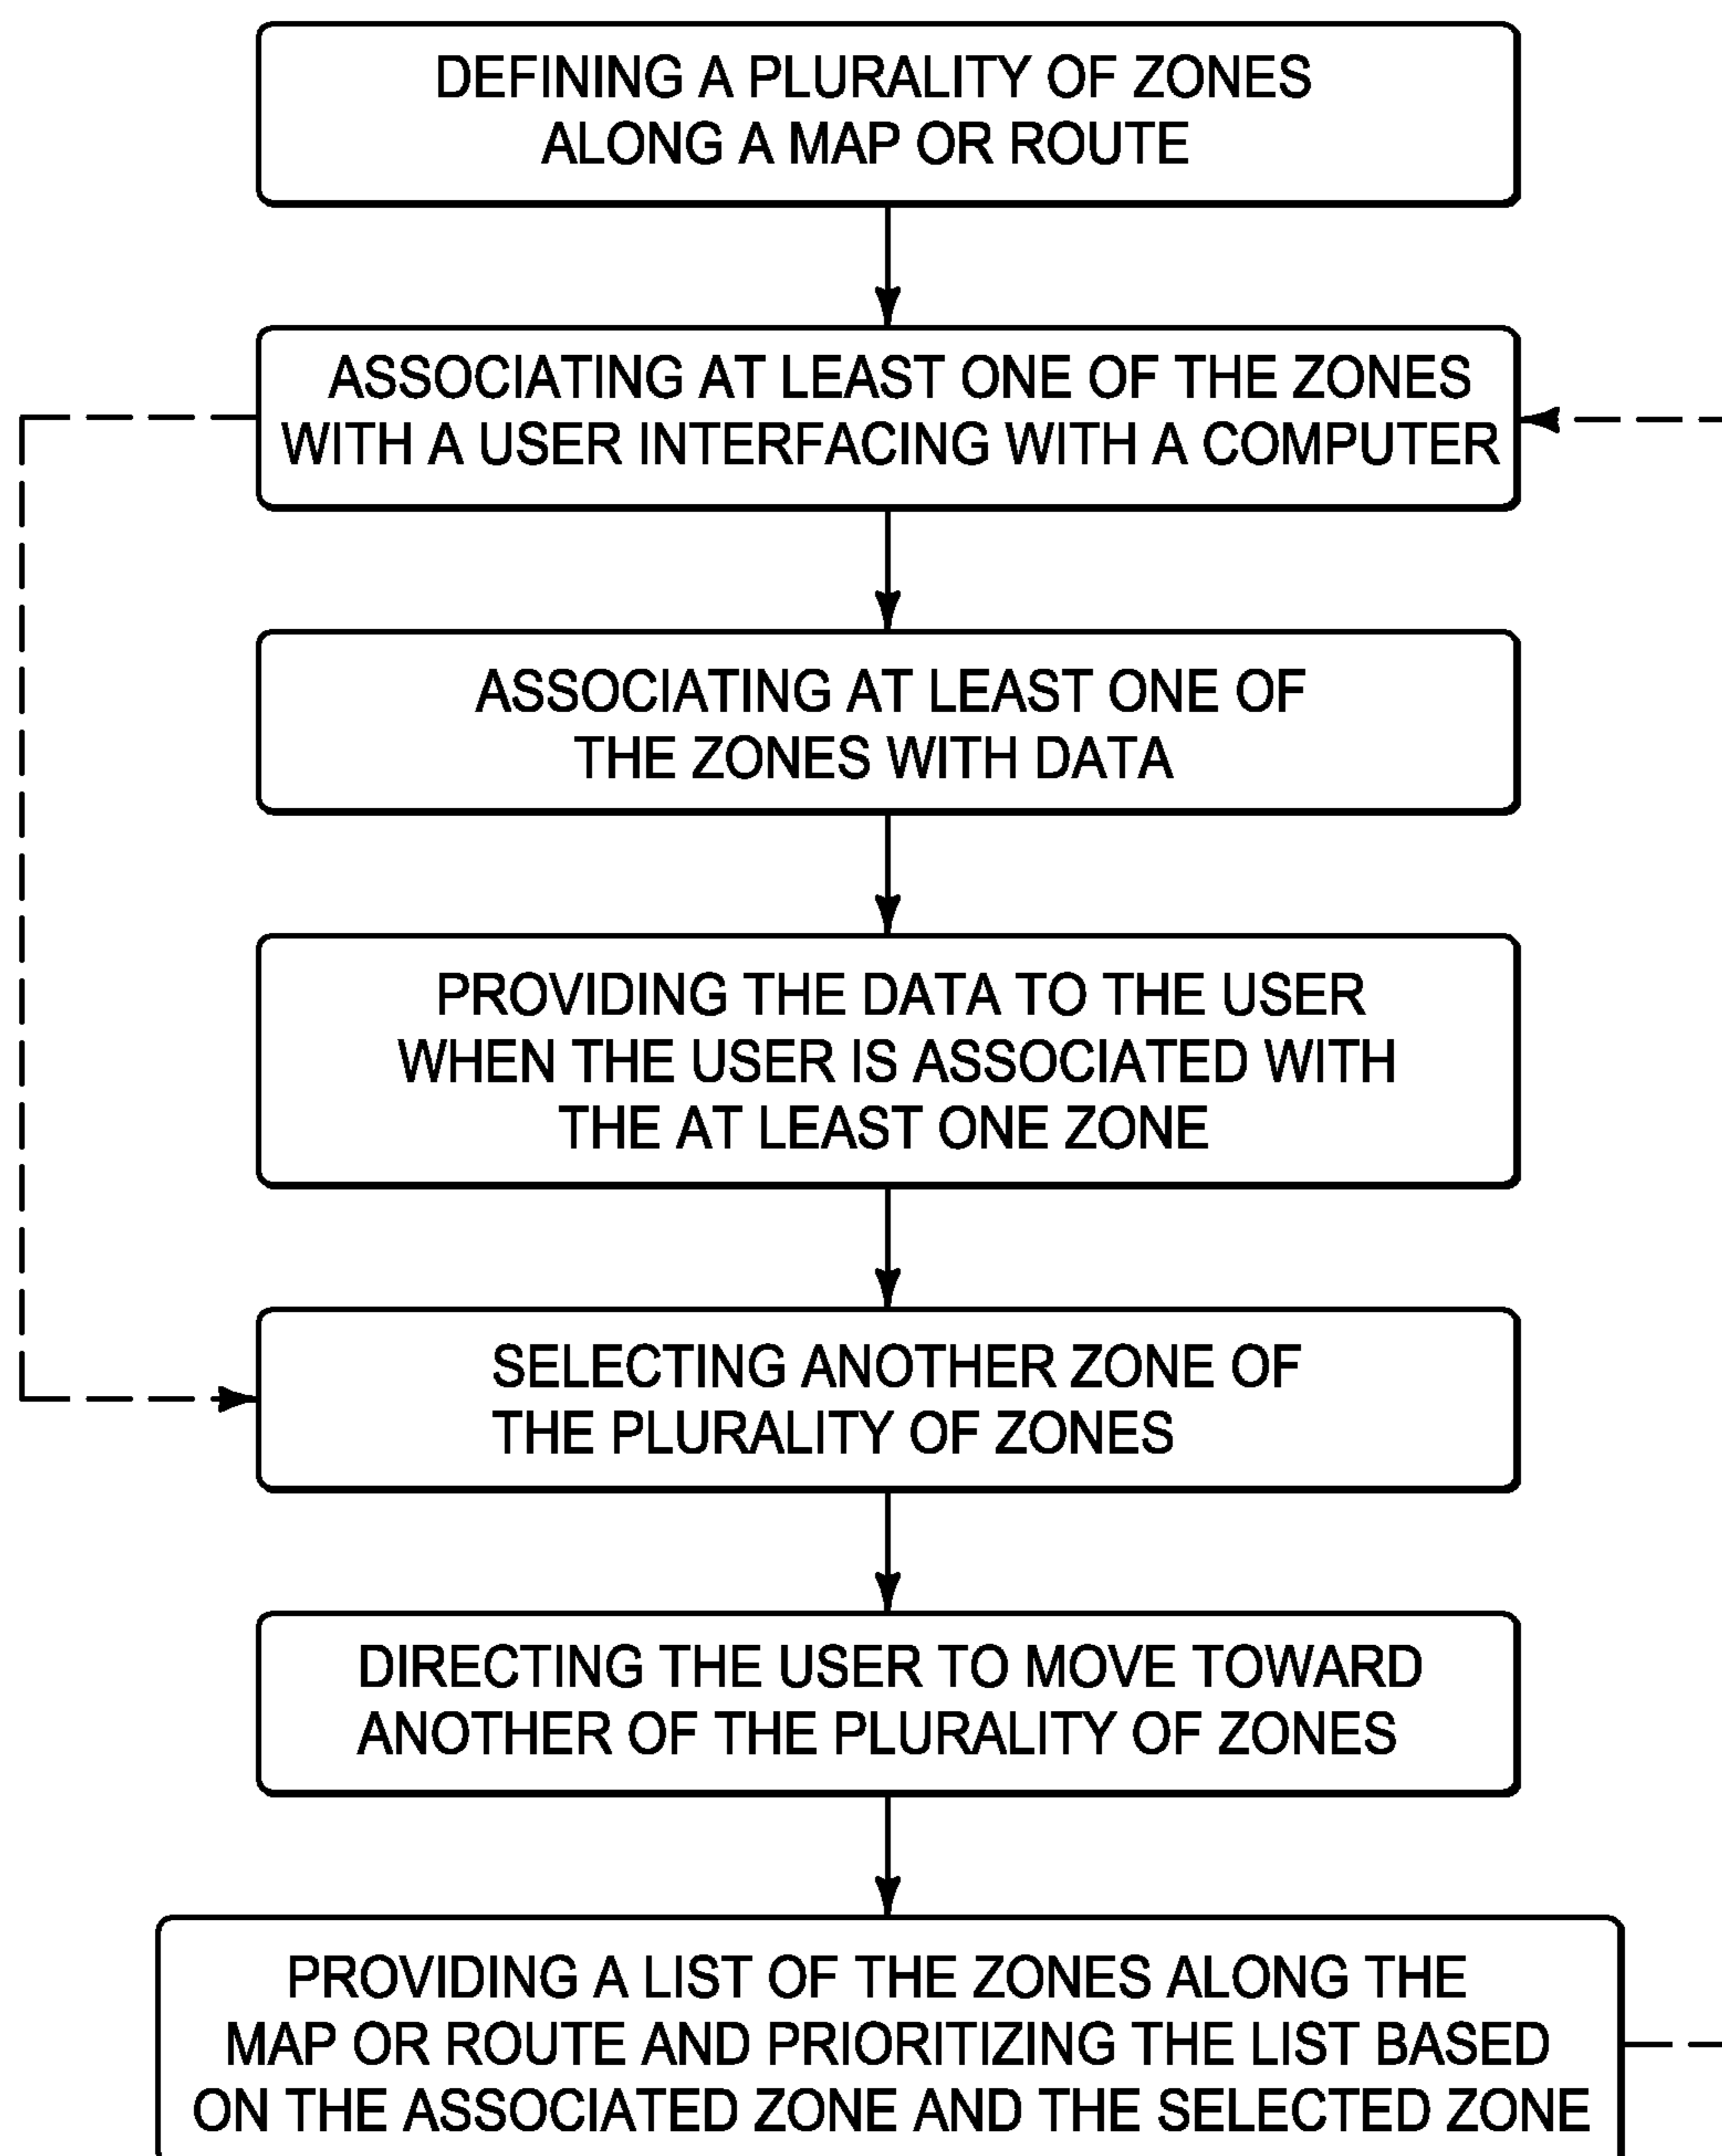 DEFINING A PLURALITY OF ZONES
ALONG A MAP OR ROUTE
ASSOCIATING AT LEAST ONE OF THE ZONES
WITH A USER INTERFACING WITH A COMPUTER
ASSOCIATING AT LEAST ONE OF
THE ZONES WITH DATA
PROVIDING THE DATA TO THE USER
WHEN THE USER IS ASSOCIATED WITH
THE AT LEAST ONE ZONE
SELECTING ANOTHER ZONE OF
THE PLURALITY OF ZONES
DIRECTING THE USER TO MOVE TOWARD
ANOTHER OF THE PLURALITY OF ZONES
PROVIDING A LIST OF THE ZONES ALONG THE
MAP OR ROUTE AND PRIORITIZING THE LIST BASED
ON THE ASSOCIATED ZONE AND THE SELECTED ZONE